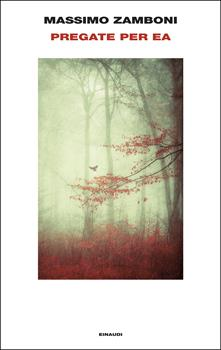 MASSIMO ZAMBONI
PREGATE PER EA
EINAUDI